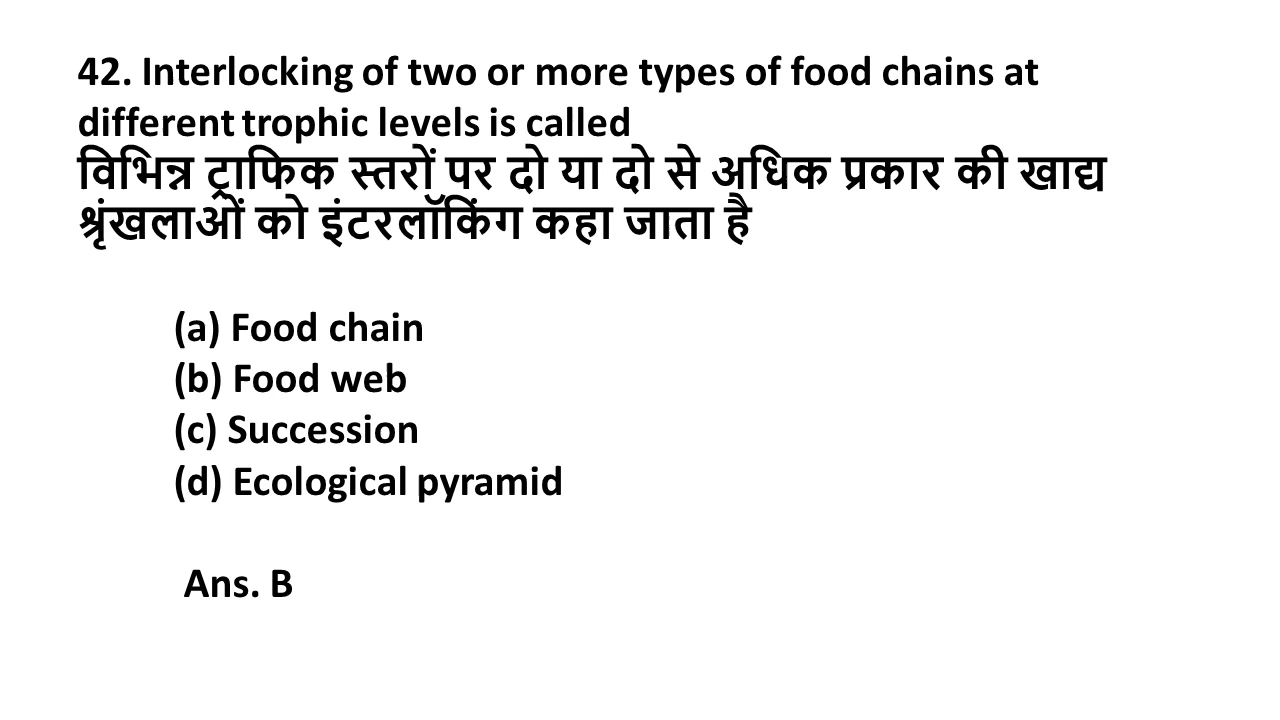 42. Interlocking of two or more types of food chains at
different trophic levels is called
विभिन्न ट्राफिक स्तरों पर दो या दो से अधिक प्रकार की खाद्य
श्रृंखलाओं को इंटरलॉकिंग कहा जाता है
(a) Food chain
(b) Food web
(c) Succession
(d) Ecological pyramid
Ans. B